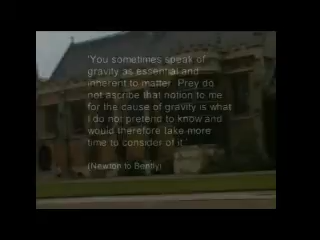 'You sometimes speak of
gravity as essential and
inherent to matter. Prey do
not ascribe that notion to me
for the cause of gravity is what
I do not pretend to know and
would therefore take more
time to consider of it.'
(Newton to Bently)